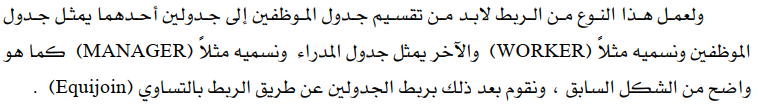 ولعمل هذا النوع من الربط لابد من تقسيم جدول الموظفين إلى جدولين أحدهما يمثل جدول
الموظفين ونسميه مثلاً (WORKER) والآخر يمثل جدول المدراء ونسميه مثلاً (MANAGER) كما هو
واضح من الشكل السابق ، ونقوم بعد ذلك بربط الجدولين عن طريق الربط بالتساوي (Equijoin) .